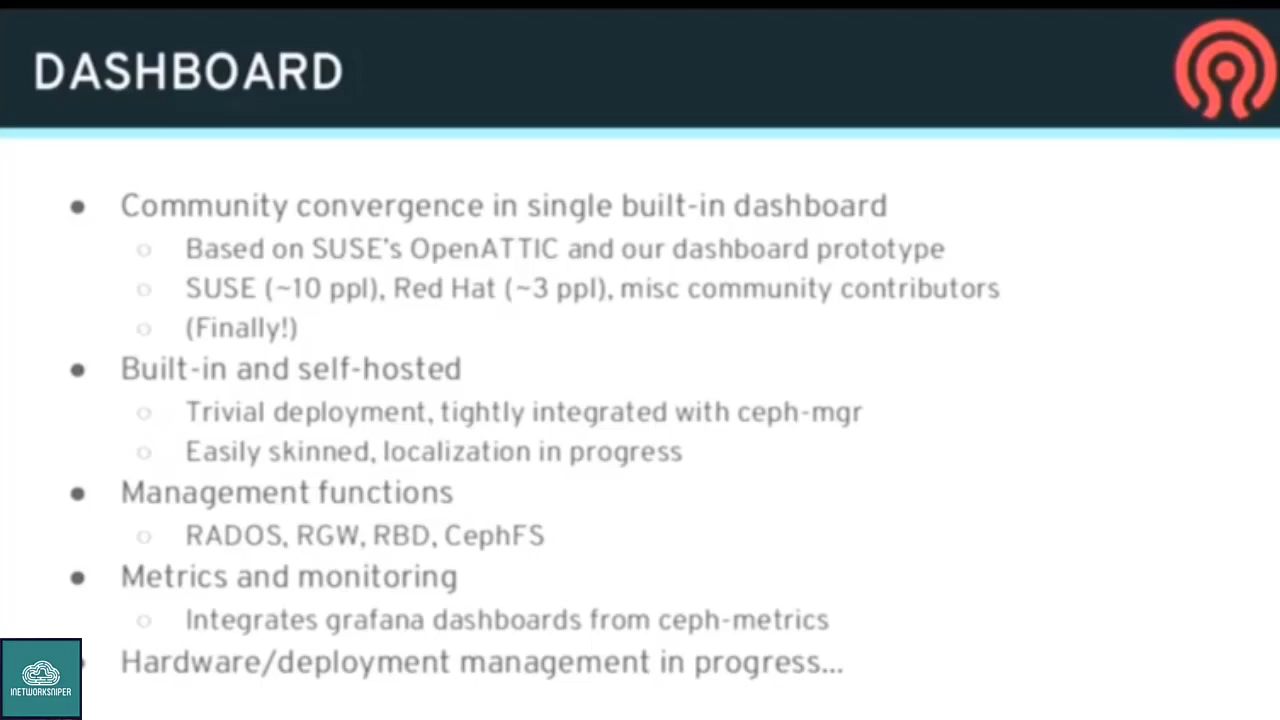 DASHBOARD
● Community convergence in single built-in dashboard
○ Based on SUSE's OpenATTIC and our dashboard prototype
○ SUSE (~10 ppl), Red Hat (~3 ppl), misc community contributors
○ (Finally!)
● Built-in and self-hosted
○ Trivial deployment, tightly integrated with ceph-mgr
○ Easily skinned, localization in progress
● Management functions
○ RADOS, RGW, RBD, CephFS
● Metrics and monitoring
○ Integrates grafana dashboards from ceph-metrics
● Hardware/deployment management in progress...
INETWORKSNIPER